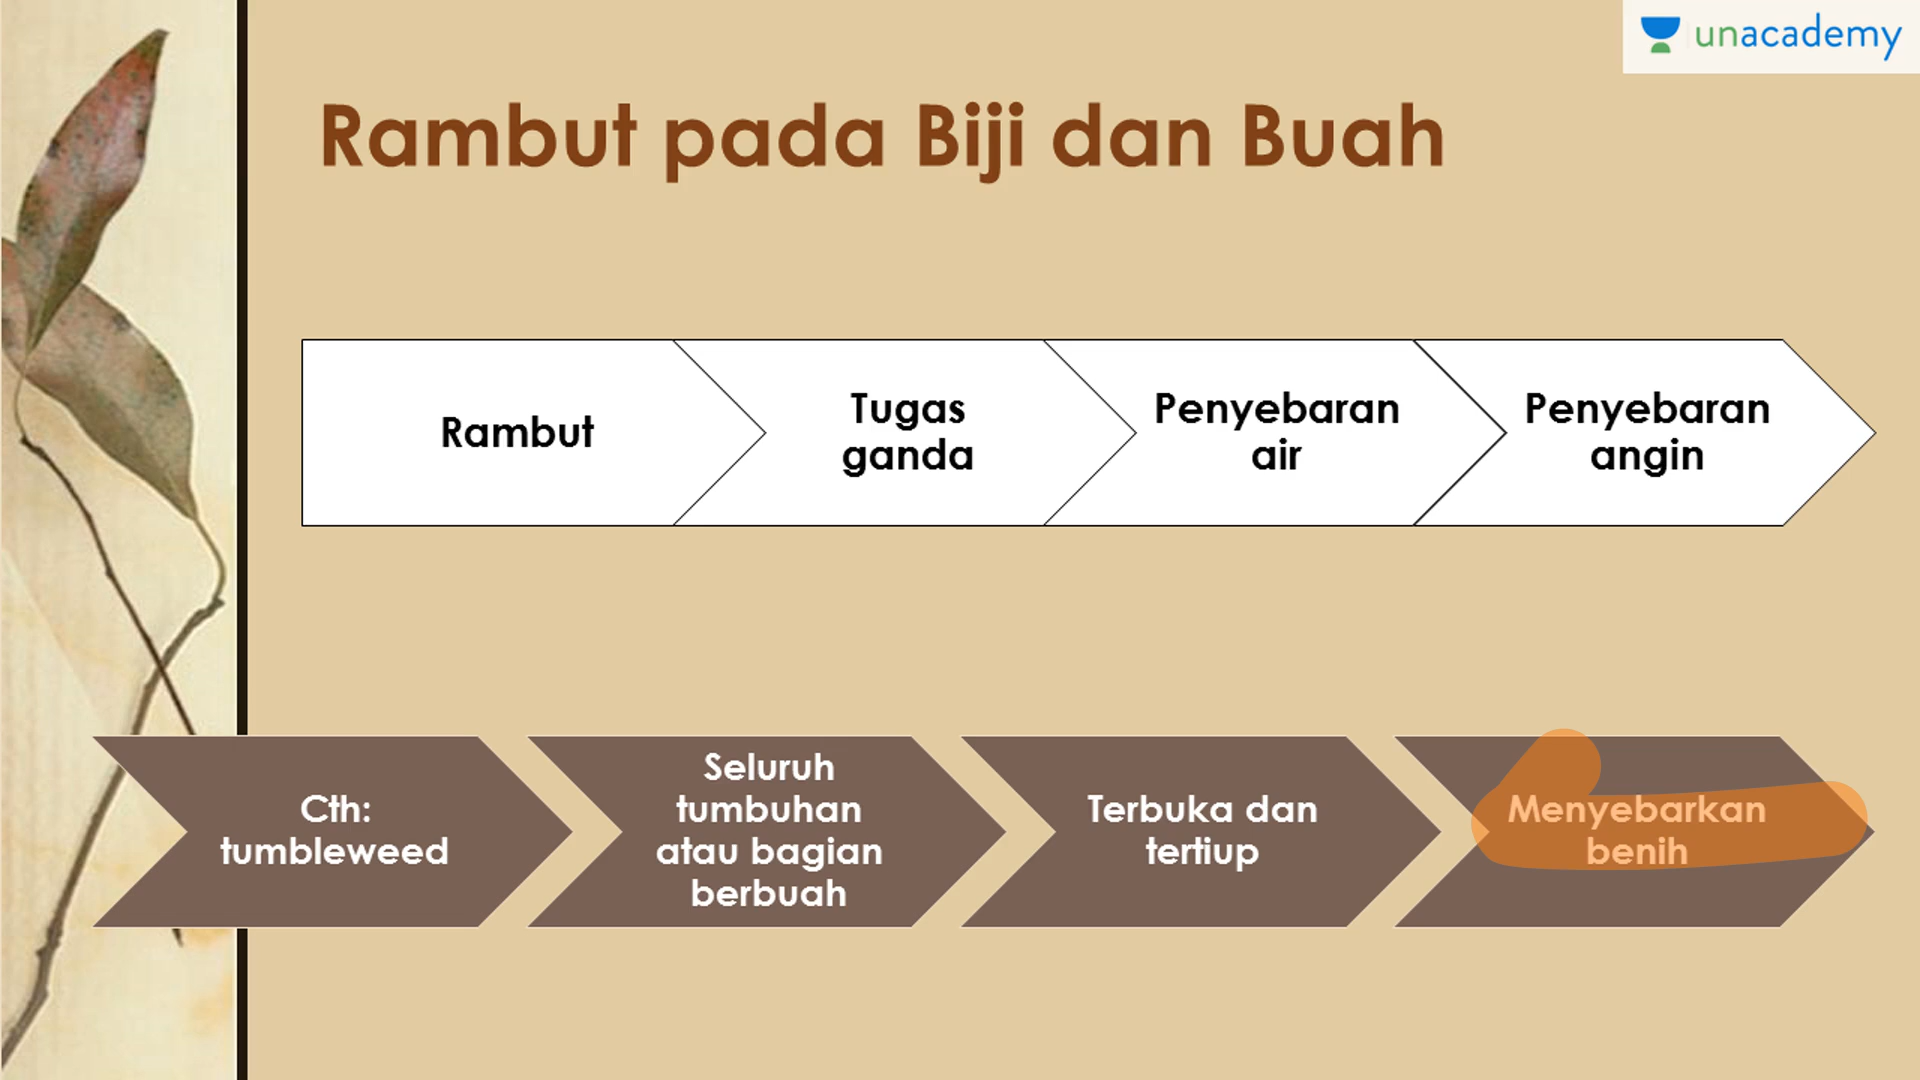 unacademy
Rambut pada Biji dan Buah
Rambut
Tugas
ganda
Penyebaran
air
Penyebaran
angin
Cth:
tumbleweed
Seluruh
tumbuhan
atau bagian
berbuah
Terbuka dan
tertiup
Menyebarkan
benih